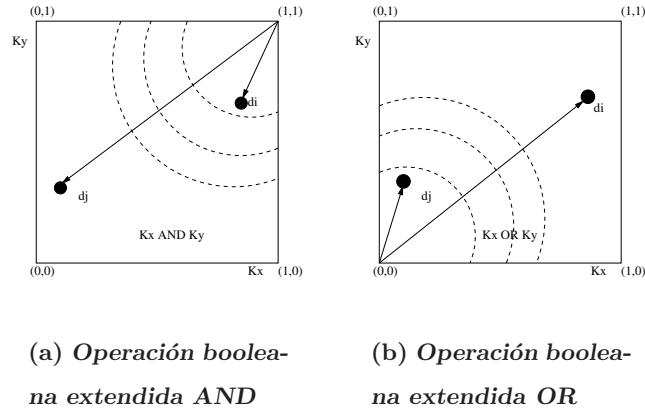 (0,1)
(1,1)
Ky
di
dj
Kx AND Ky
(0,0)
Kx
(1,0)
(0,1)
(1,1)
Ky
di
dj
Kx OR Ky
(0,0)
Kx
(1,0)
(a) Operación boolea-
na extendida AND
(b) Operación boolea-
na extendida OR